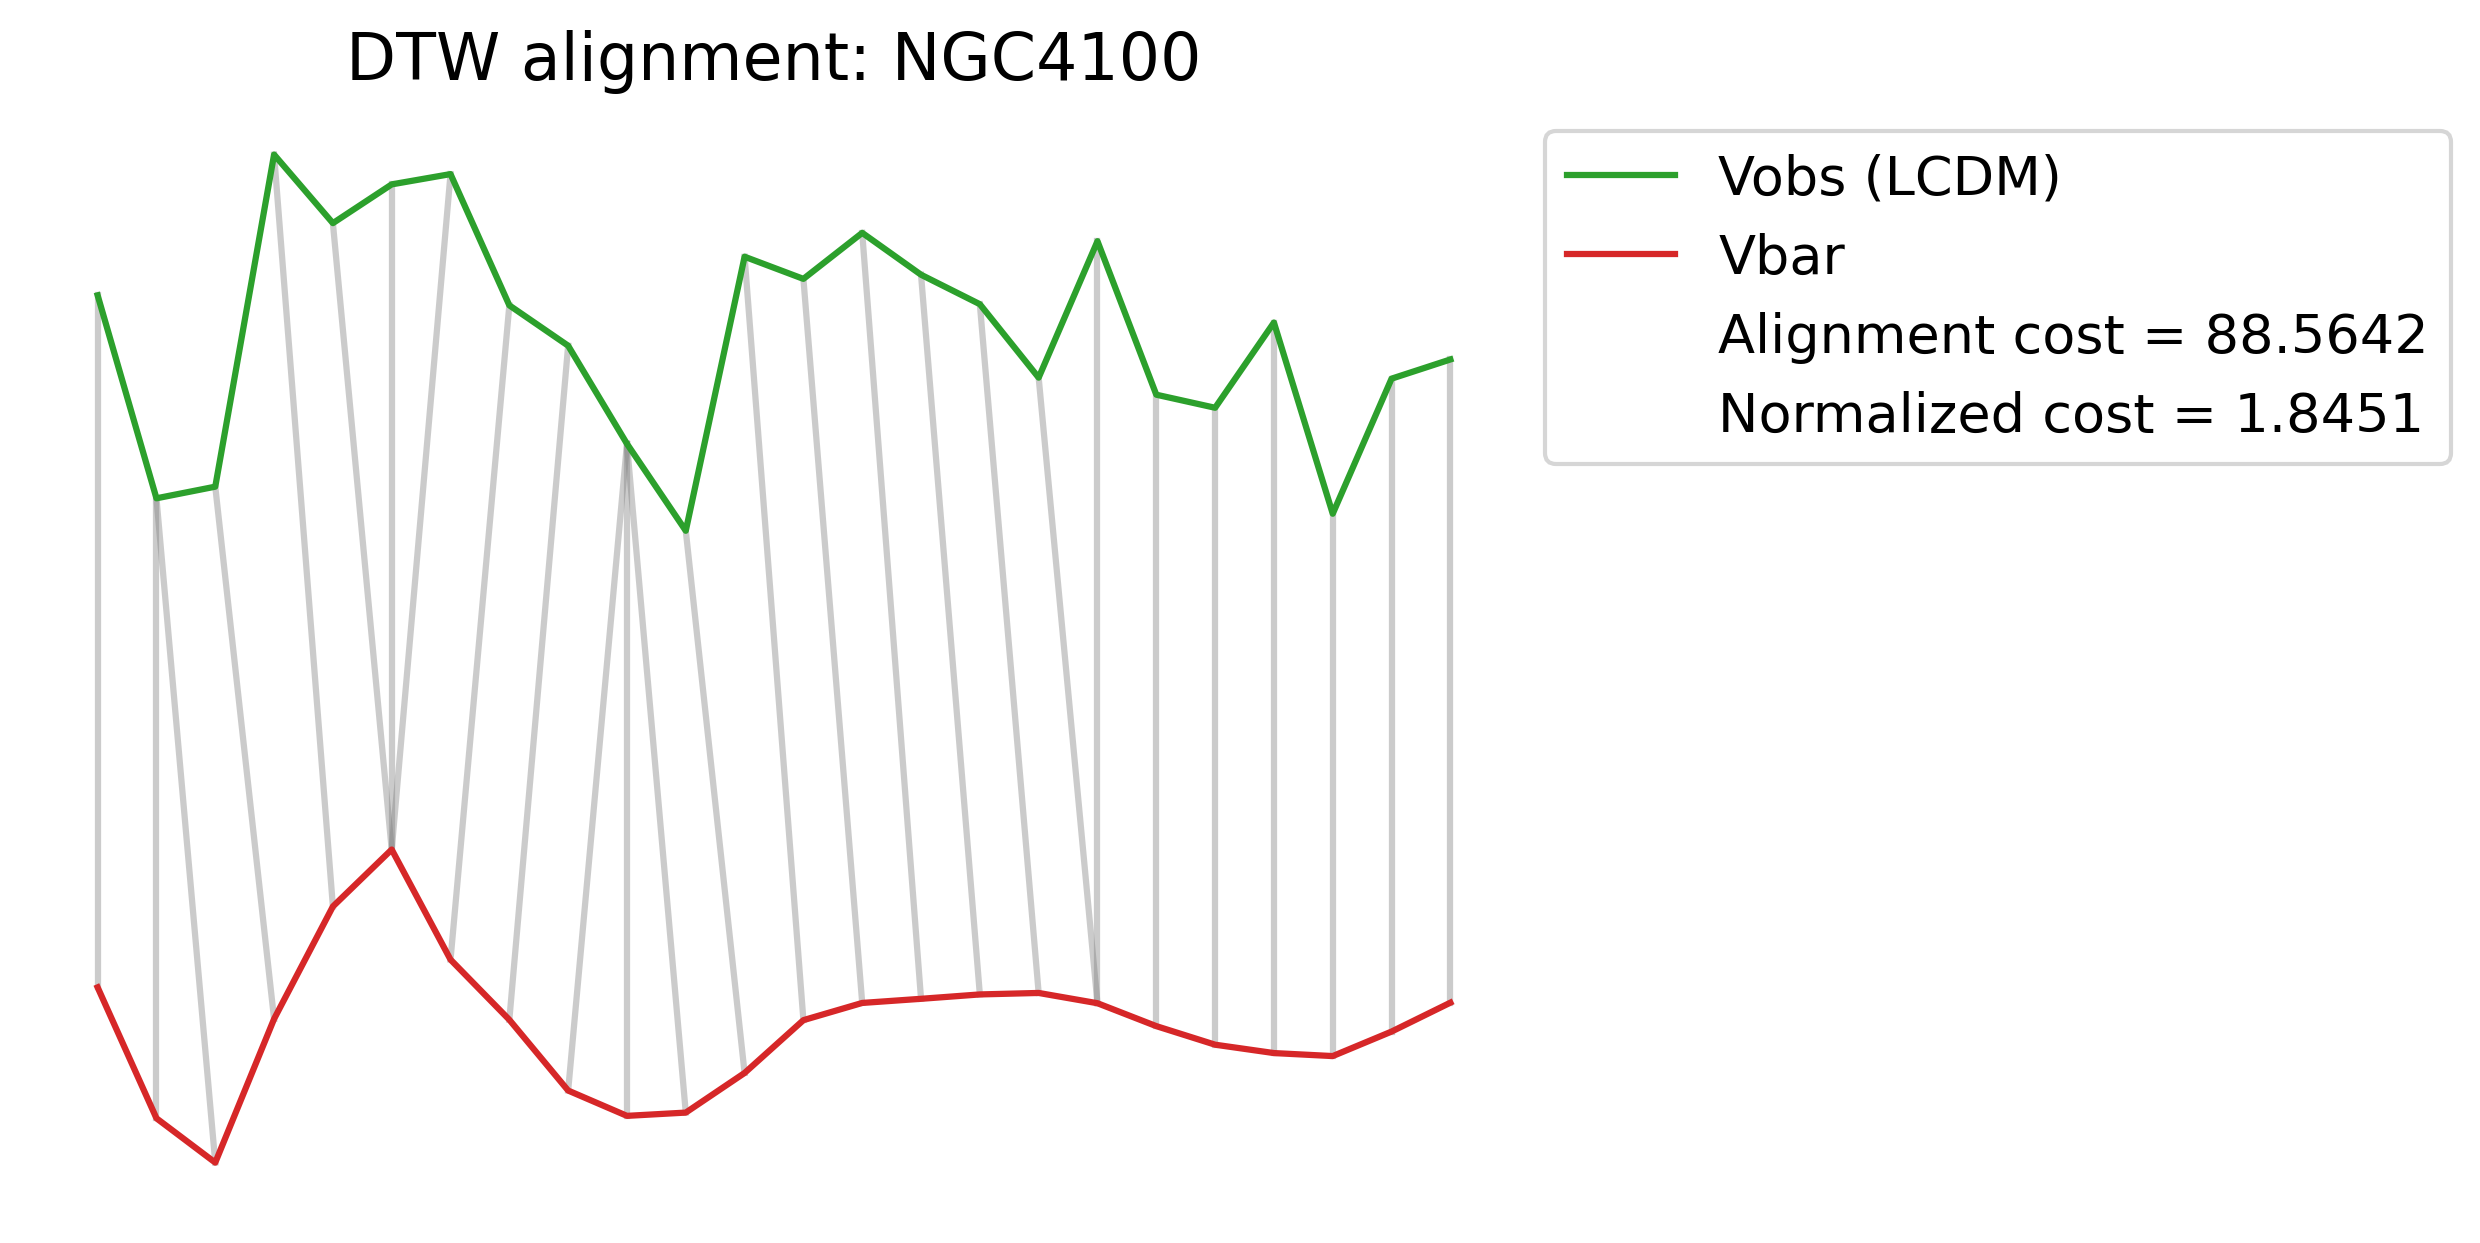 DTW alignment: NGC4100
Vobs (LCDM)
Vbar
Alignment cost = 88.5642
Normalized cost = 1.8451